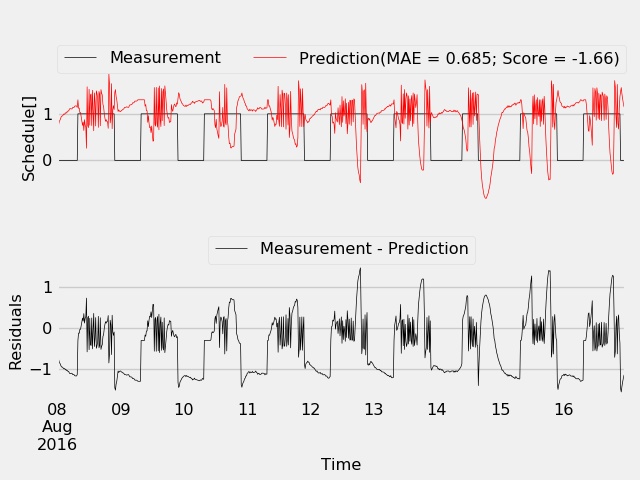 Measurement Prediction(MAE = 0.685; Score = -1.66)
Schedule[]
1
0
Measurement - Prediction
Residuals
1
0
−1
08 09 10 11 12 13 14 15 16
Aug
2016
Time